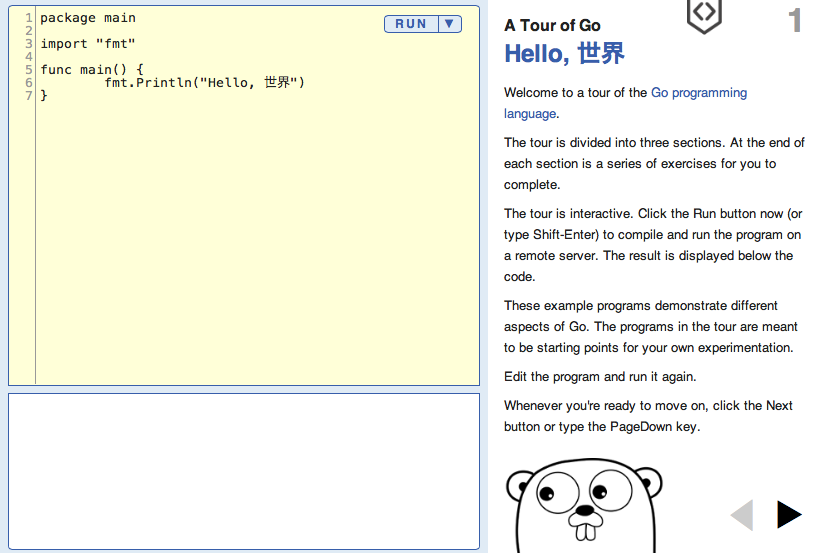 1 package main
2
3 import "fmt"
4
5 func main() {
6         fmt.Println("Hello, 世界")
7 }
RUN ▼
A Tour of Go
1
Hello, 世界
Welcome to a tour of the Go programming
language.
The tour is divided into three sections. At the end of
each section is a series of exercises for you to
complete.
The tour is interactive. Click the Run button now (or
type Shift-Enter) to compile and run the program on
a remote server. The result is displayed below the
code.
These example programs demonstrate different
aspects of Go. The programs in the tour are meant
to be starting points for your own experimentation.
Edit the program and run it again.
Whenever you're ready to move on, click the Next
button or type the PageDown key.